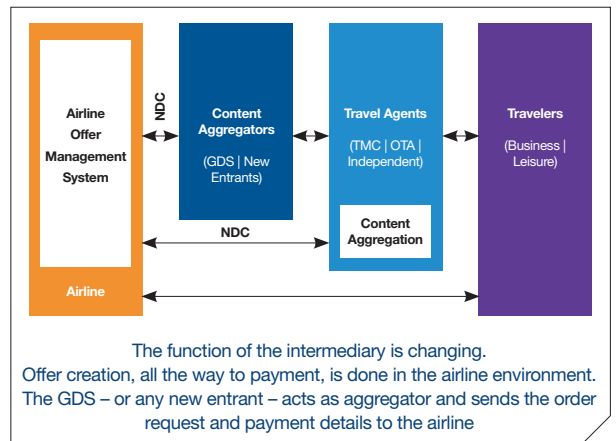 Airline
Offer
Management
System
Airline
NDC
Content
Aggregators
(GDS | New
Entrants)
NDC
Travel Agents
(TMC | OTA |
Independent)
Content
Aggregation
Travelers
(Business |
Leisure)
The function of the intermediary is changing.
Offer creation, all the way to payment, is done in the airline environment.
The GDS – or any new entrant – acts as aggregator and sends the order
request and payment details to the airline